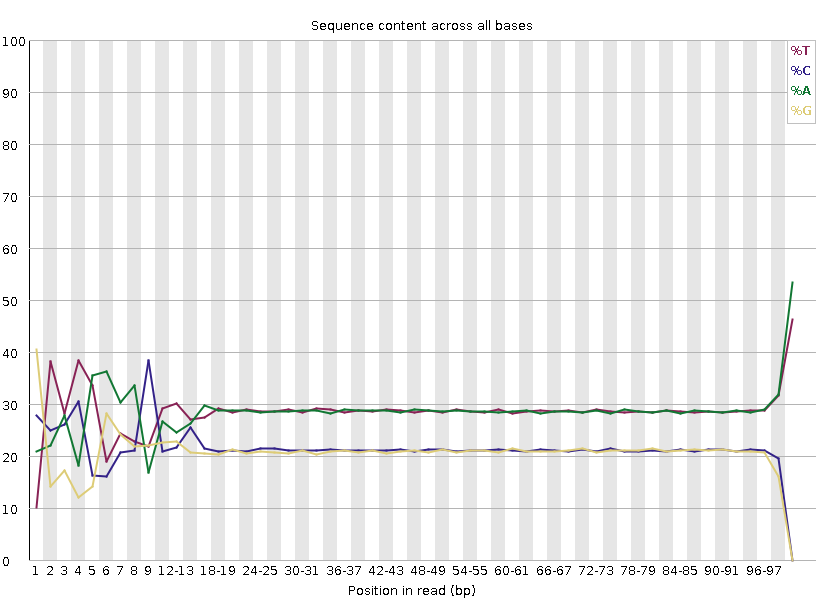 Sequence content across all bases
100
90
80
70
60
50
40
30
20
10
0
%T
%C
%A
%G
1 2 3 4 5 6 7 8 9 12-13 18-19 24-25 30-31 36-37 42-43 48-49 54-55 60-61 66-67 72-73 78-79 84-85 90-91 96-97
Position in read (bp)